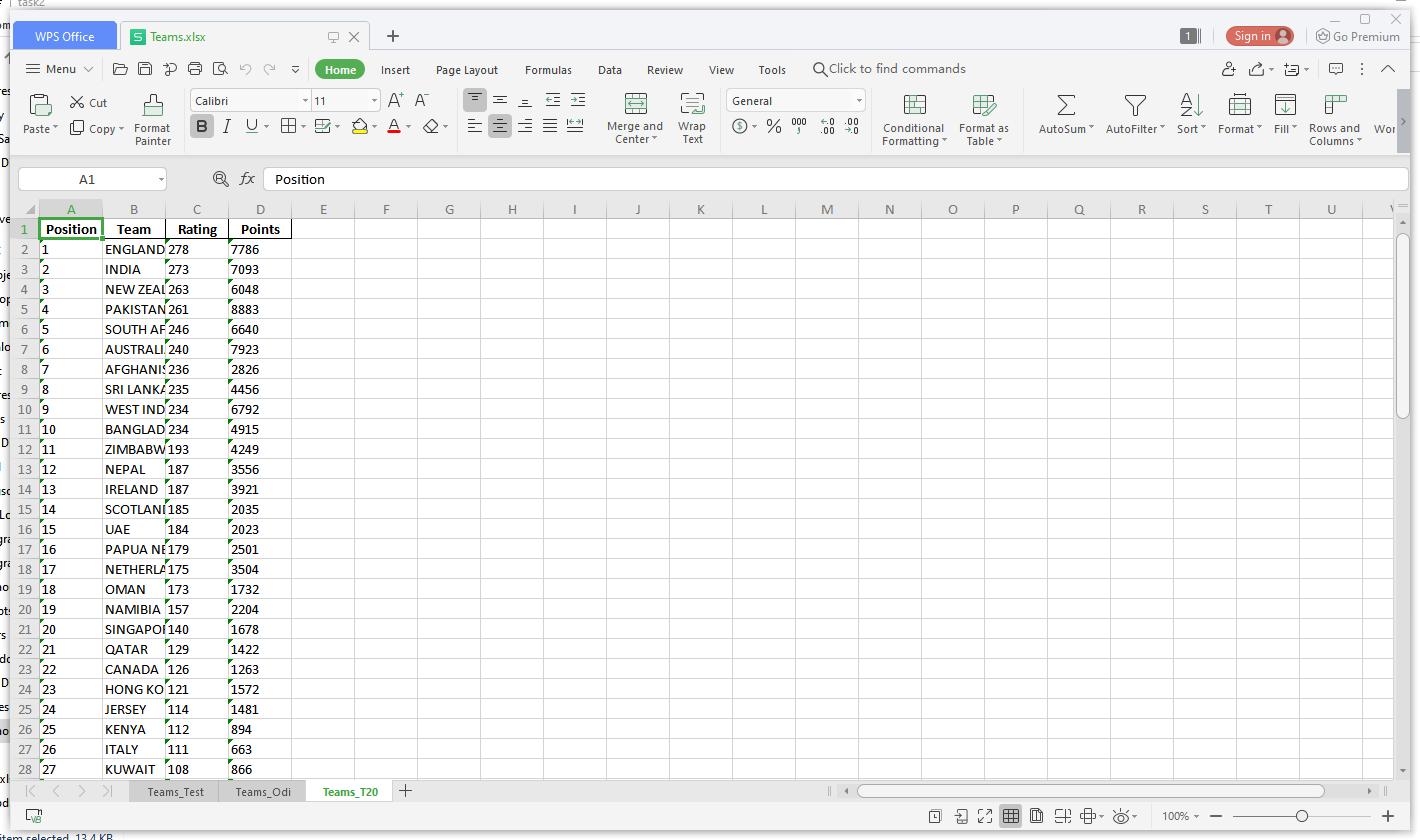 task2
WPS Office
Teams.xlsx
1
Sign in
Go Premium
Menu
Home
Insert
Page Layout
Formulas
Data
Review
View
Tools
Click to find commands
Paste
Cut
Copy
Format
Painter
Calibri
11
B I U
Merge and
Center
Wrap
Text
General
Conditional
Formatting
Format as
Table
AutoSum
AutoFilter
Sort
Format
Fill
Rows and
Columns
Wor
A1
fx
Position
A B C D E F G H I J K L M N O P Q R S T U
1 Position Team Rating Points
2 1 ENGLAND 278 7786
3 2 INDIA 273 7093
4 3 NEW ZEAL 263 6048
5 4 PAKISTAN 261 8883
6 5 SOUTH AF 246 6640
7 6 AUSTRALI 240 7923
8 7 AFGHANIS 236 2826
9 8 SRI LANKA 235 4456
10 9 WEST IND 234 6792
11 10 BANGLAD 234 4915
12 11 ZIMBABW 193 4249
13 12 NEPAL 187 3556
14 13 IRELAND 187 3921
15 14 SCOTLAND 185 2035
16 15 UAE 184 2023
17 16 PAPUA NE 179 2501
18 17 NETHERLA 175 3504
19 18 OMAN 173 1732
20 19 NAMIBIA 157 2204
21 20 SINGAPOR 140 1678
22 21 QATAR 129 1422
23 22 CANADA 126 1263
24 23 HONG KO 121 1572
25 24 JERSEY 114 1481
26 25 KENYA 112 894
27 26 ITALY 111 663
28 27 KUWAIT 108 866
Teams_Test
Teams_Odi
Teams_T20
100%
item selected 13.4 KB